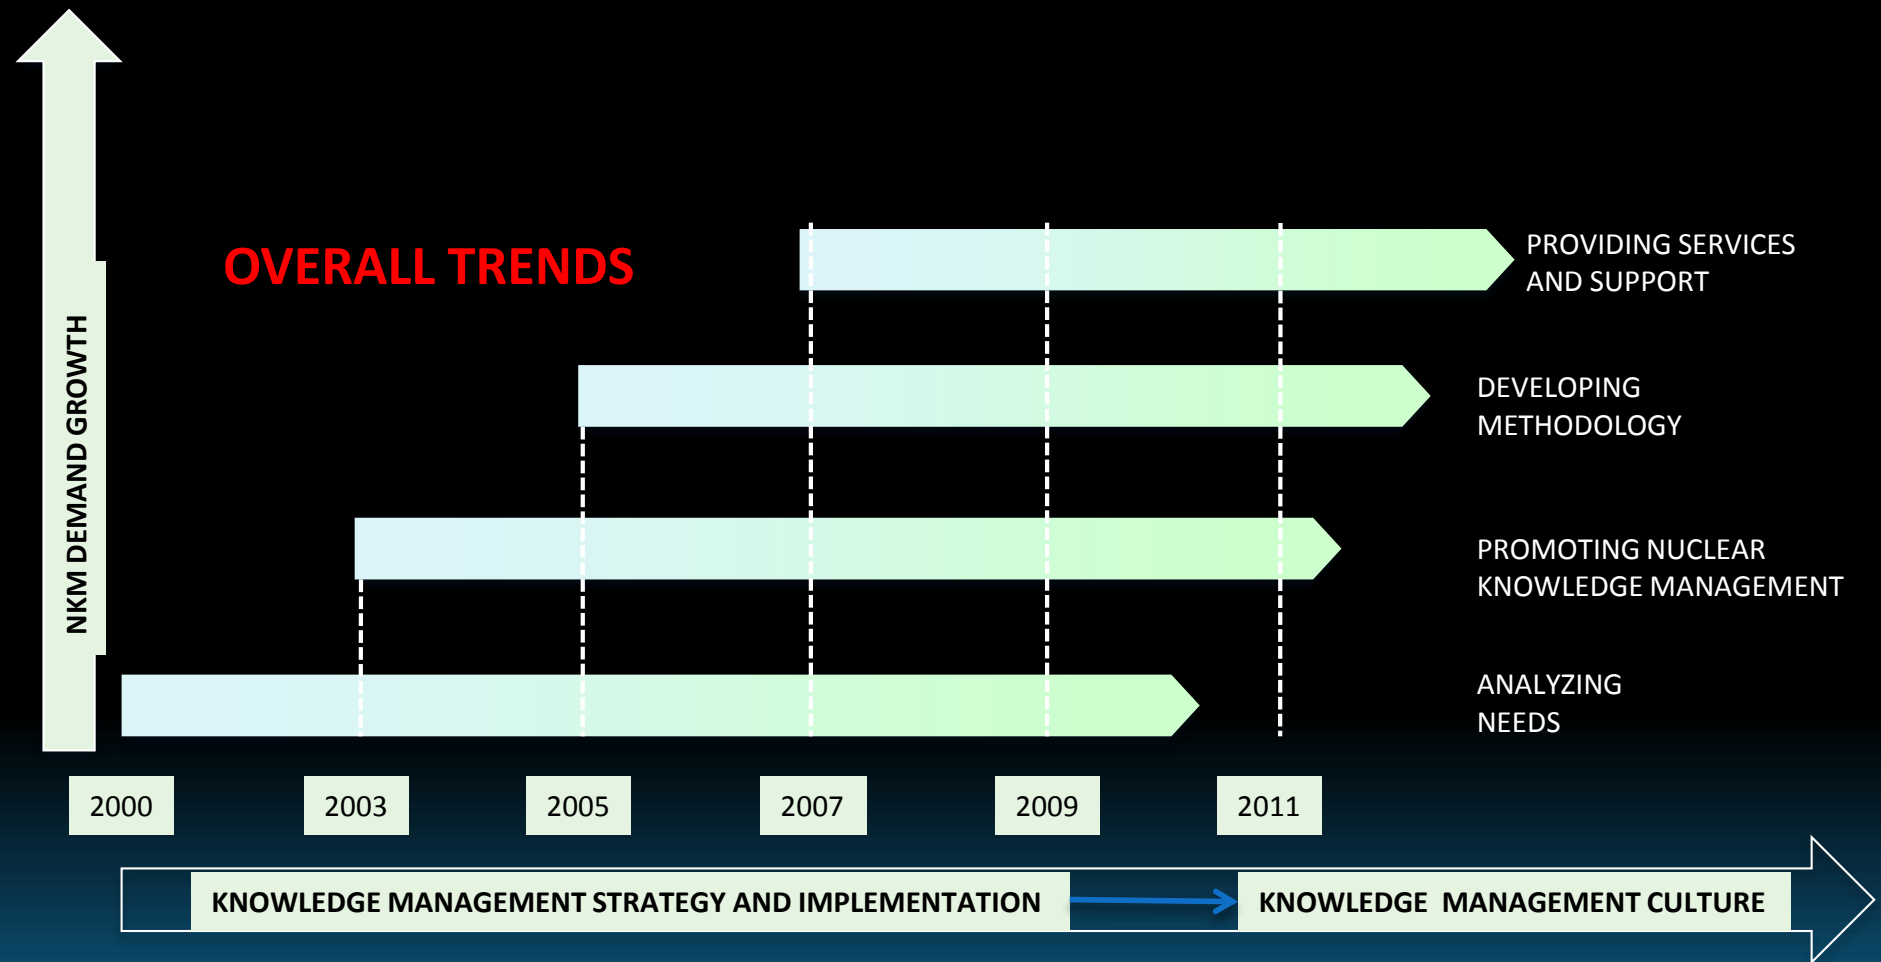 OVERALL TRENDS
NKM DEMAND GROWTH
PROVIDING SERVICES
AND SUPPORT
DEVELOPING
METHODOLOGY
PROMOTING NUCLEAR
KNOWLEDGE MANAGEMENT
ANALYZING
NEEDS
2000
2003
2005
2007
2009
2011
KNOWLEDGE MANAGEMENT STRATEGY AND IMPLEMENTATION
KNOWLEDGE MANAGEMENT CULTURE